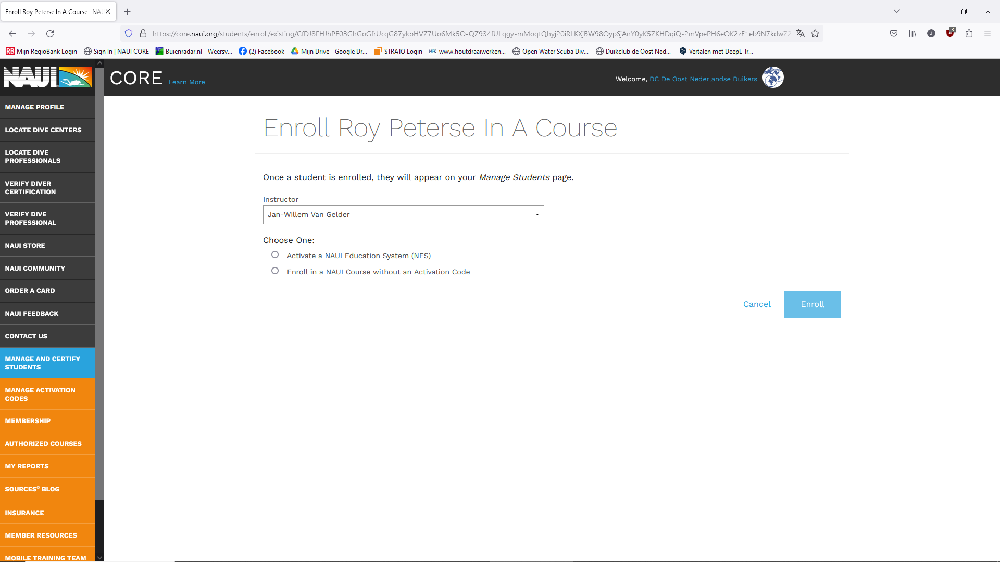 Enroll Roy Peterse In A Course | NAU
https://core.naui.org/students/enroll/existing/CfDJ8FHJhPE03GhGoGfrUcqG87ykpHVZ7Uo6Mk5O-QZ934fULqgy-mMoqtQhyj20iRLKXjBW98OypSjAnY0yK5ZKHDqiQ-2mVpePH6eOK2zE1eb9N7kdwZ2
J
3
RB Mijn RegioBank Login
Sign In | NAUI CORE
Buienradar.nl - Weersv...
(2) Facebook
Mijn Drive - Google Dr...
STRATO Login
www.houtdraaiwerken...
Open Water Scuba Div...
Duikclub de Oost Ned...
Vertalen met DeepL Tr...
NAUI
CORE Learn More
Welcome, DC De Oost Nederlandse Duikers
MANAGE PROFILE
LOCATE DIVE CENTERS
LOCATE DIVE
PROFESSIONALS
VERIFY DIVER
CERTIFICATION
VERIFY DIVE
PROFESSIONAL
NAUI STORE
NAUI COMMUNITY
ORDER A CARD
NAUI FEEDBACK
CONTACT US
MANAGE AND CERTIFY
STUDENTS
MANAGE ACTIVATION
CODES
MEMBERSHIP
AUTHORIZED COURSES
MY REPORTS
SOURCES© BLOG
INSURANCE
MEMBER RESOURCES
MOBILE TRAINING TEAM
Enroll Roy Peterse In A Course
Once a student is enrolled, they will appear on your Manage Students page.
Instructor
Jan-Willem Van Gelder
Choose One:
Activate a NAUI Education System (NES)
Enroll in a NAUI Course without an Activation Code
Cancel
Enroll